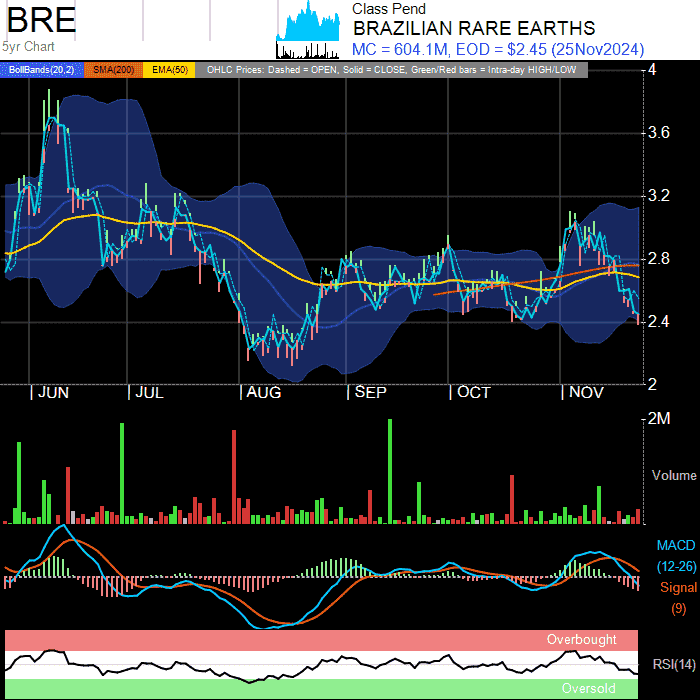 BRE
5yr Chart
Class Pend
BRAZILIAN RARE EARTHS
MC = 604.1M, EOD = $2.45 (25Nov2024)
BollBands(20,2) SMA(200) EMA(50) OHLC Prices: Dashed = OPEN, Solid = CLOSE, Green/Red bars = Intra-day HIGH/LOW
4
3.6
3.2
2.8
2.4
2
| JUN | JUL | AUG | SEP | OCT | NOV
2M
Volume
MACD
(12-26)
Signal
(9)
Overbought
RSI(14)
Oversold